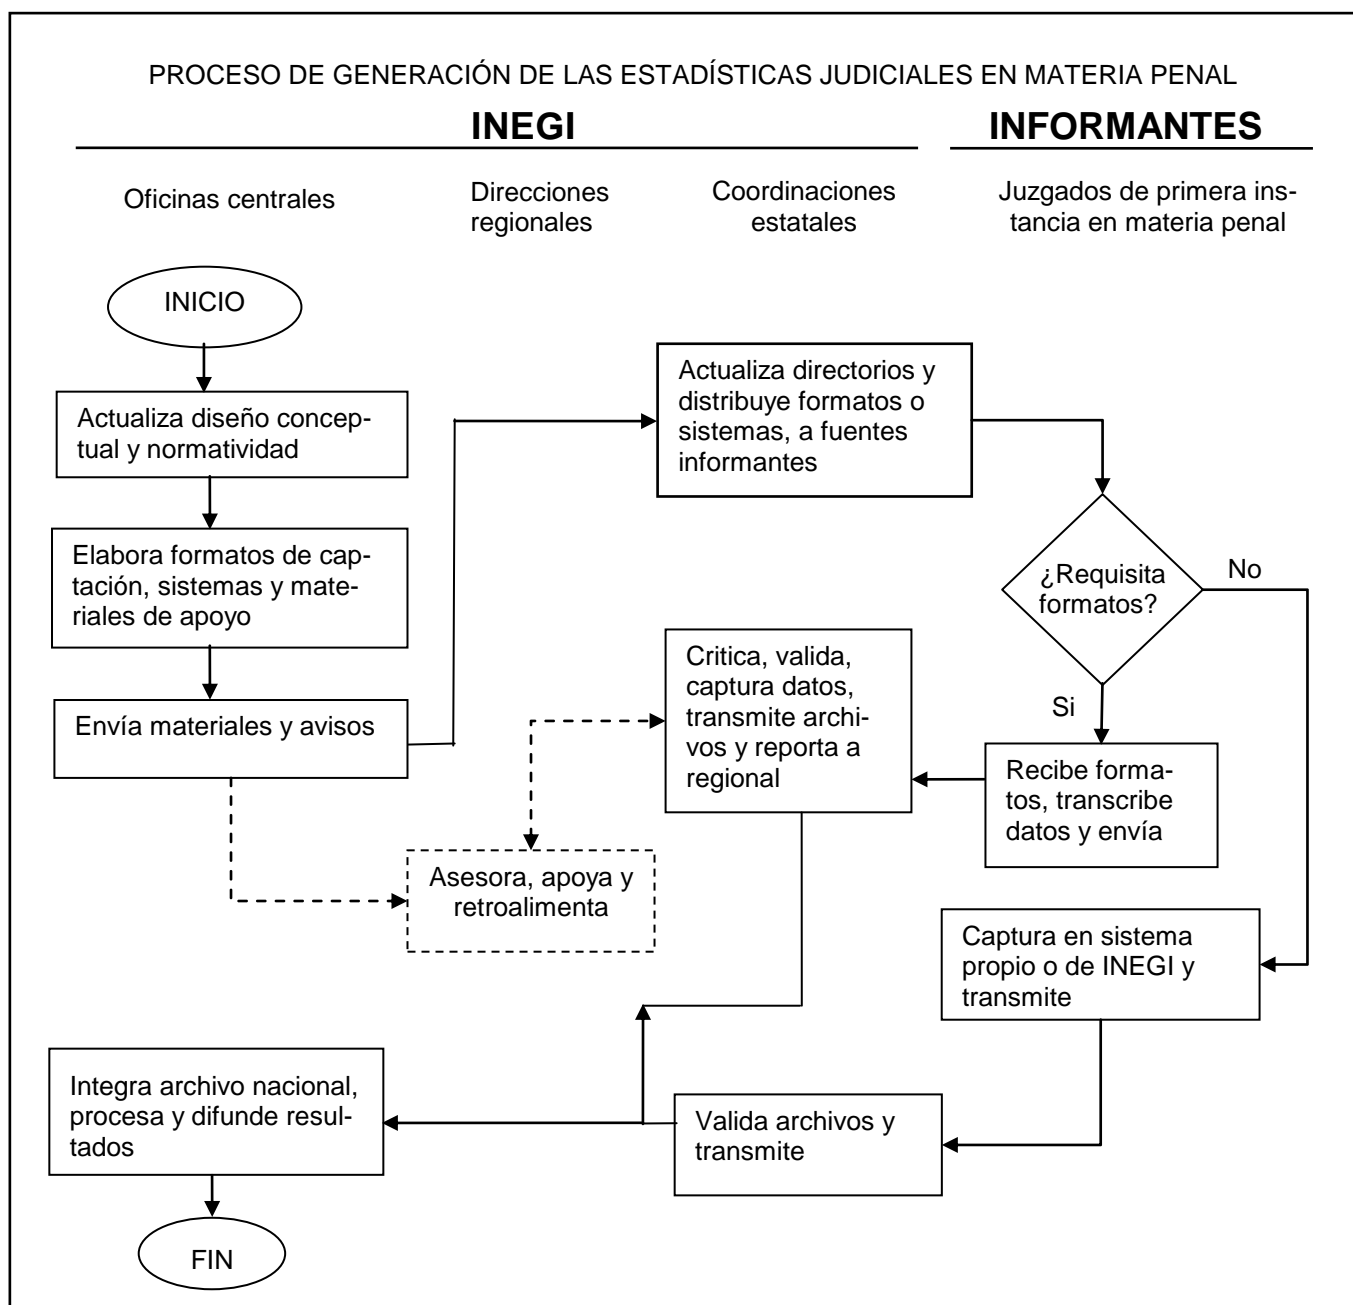 PROCESO DE GENERACIÓN DE LAS ESTADÍSTICAS JUDICIALES EN MATERIA PENAL
INEGI
INFORMANTES
Oficinas centrales
Direcciones
regionales
Coordinaciones
estatales
Juzgados de primera ins-
tancia en materia penal
INICIO
Actualiza diseño concep-
tual y normatividad
Elabora formatos de cap-
tación, sistemas y mate-
riales de apoyo
Envía materiales y avisos
Actualiza directorios y
distribuye formatos o
sistemas, a fuentes
informantes
¿Requisita
formatos?
No
Si
Recibe forma-
tos, transcribe
datos y envía
Critica, valida,
captura datos,
transmite archi-
vos y reporta a
regional
Asesora, apoya y
retroalimenta
Captura en sistema
propio o de INEGI y
transmite
Valida archivos y
transmite
Integra archivo nacional,
procesa y difunde resul-
tados
FIN